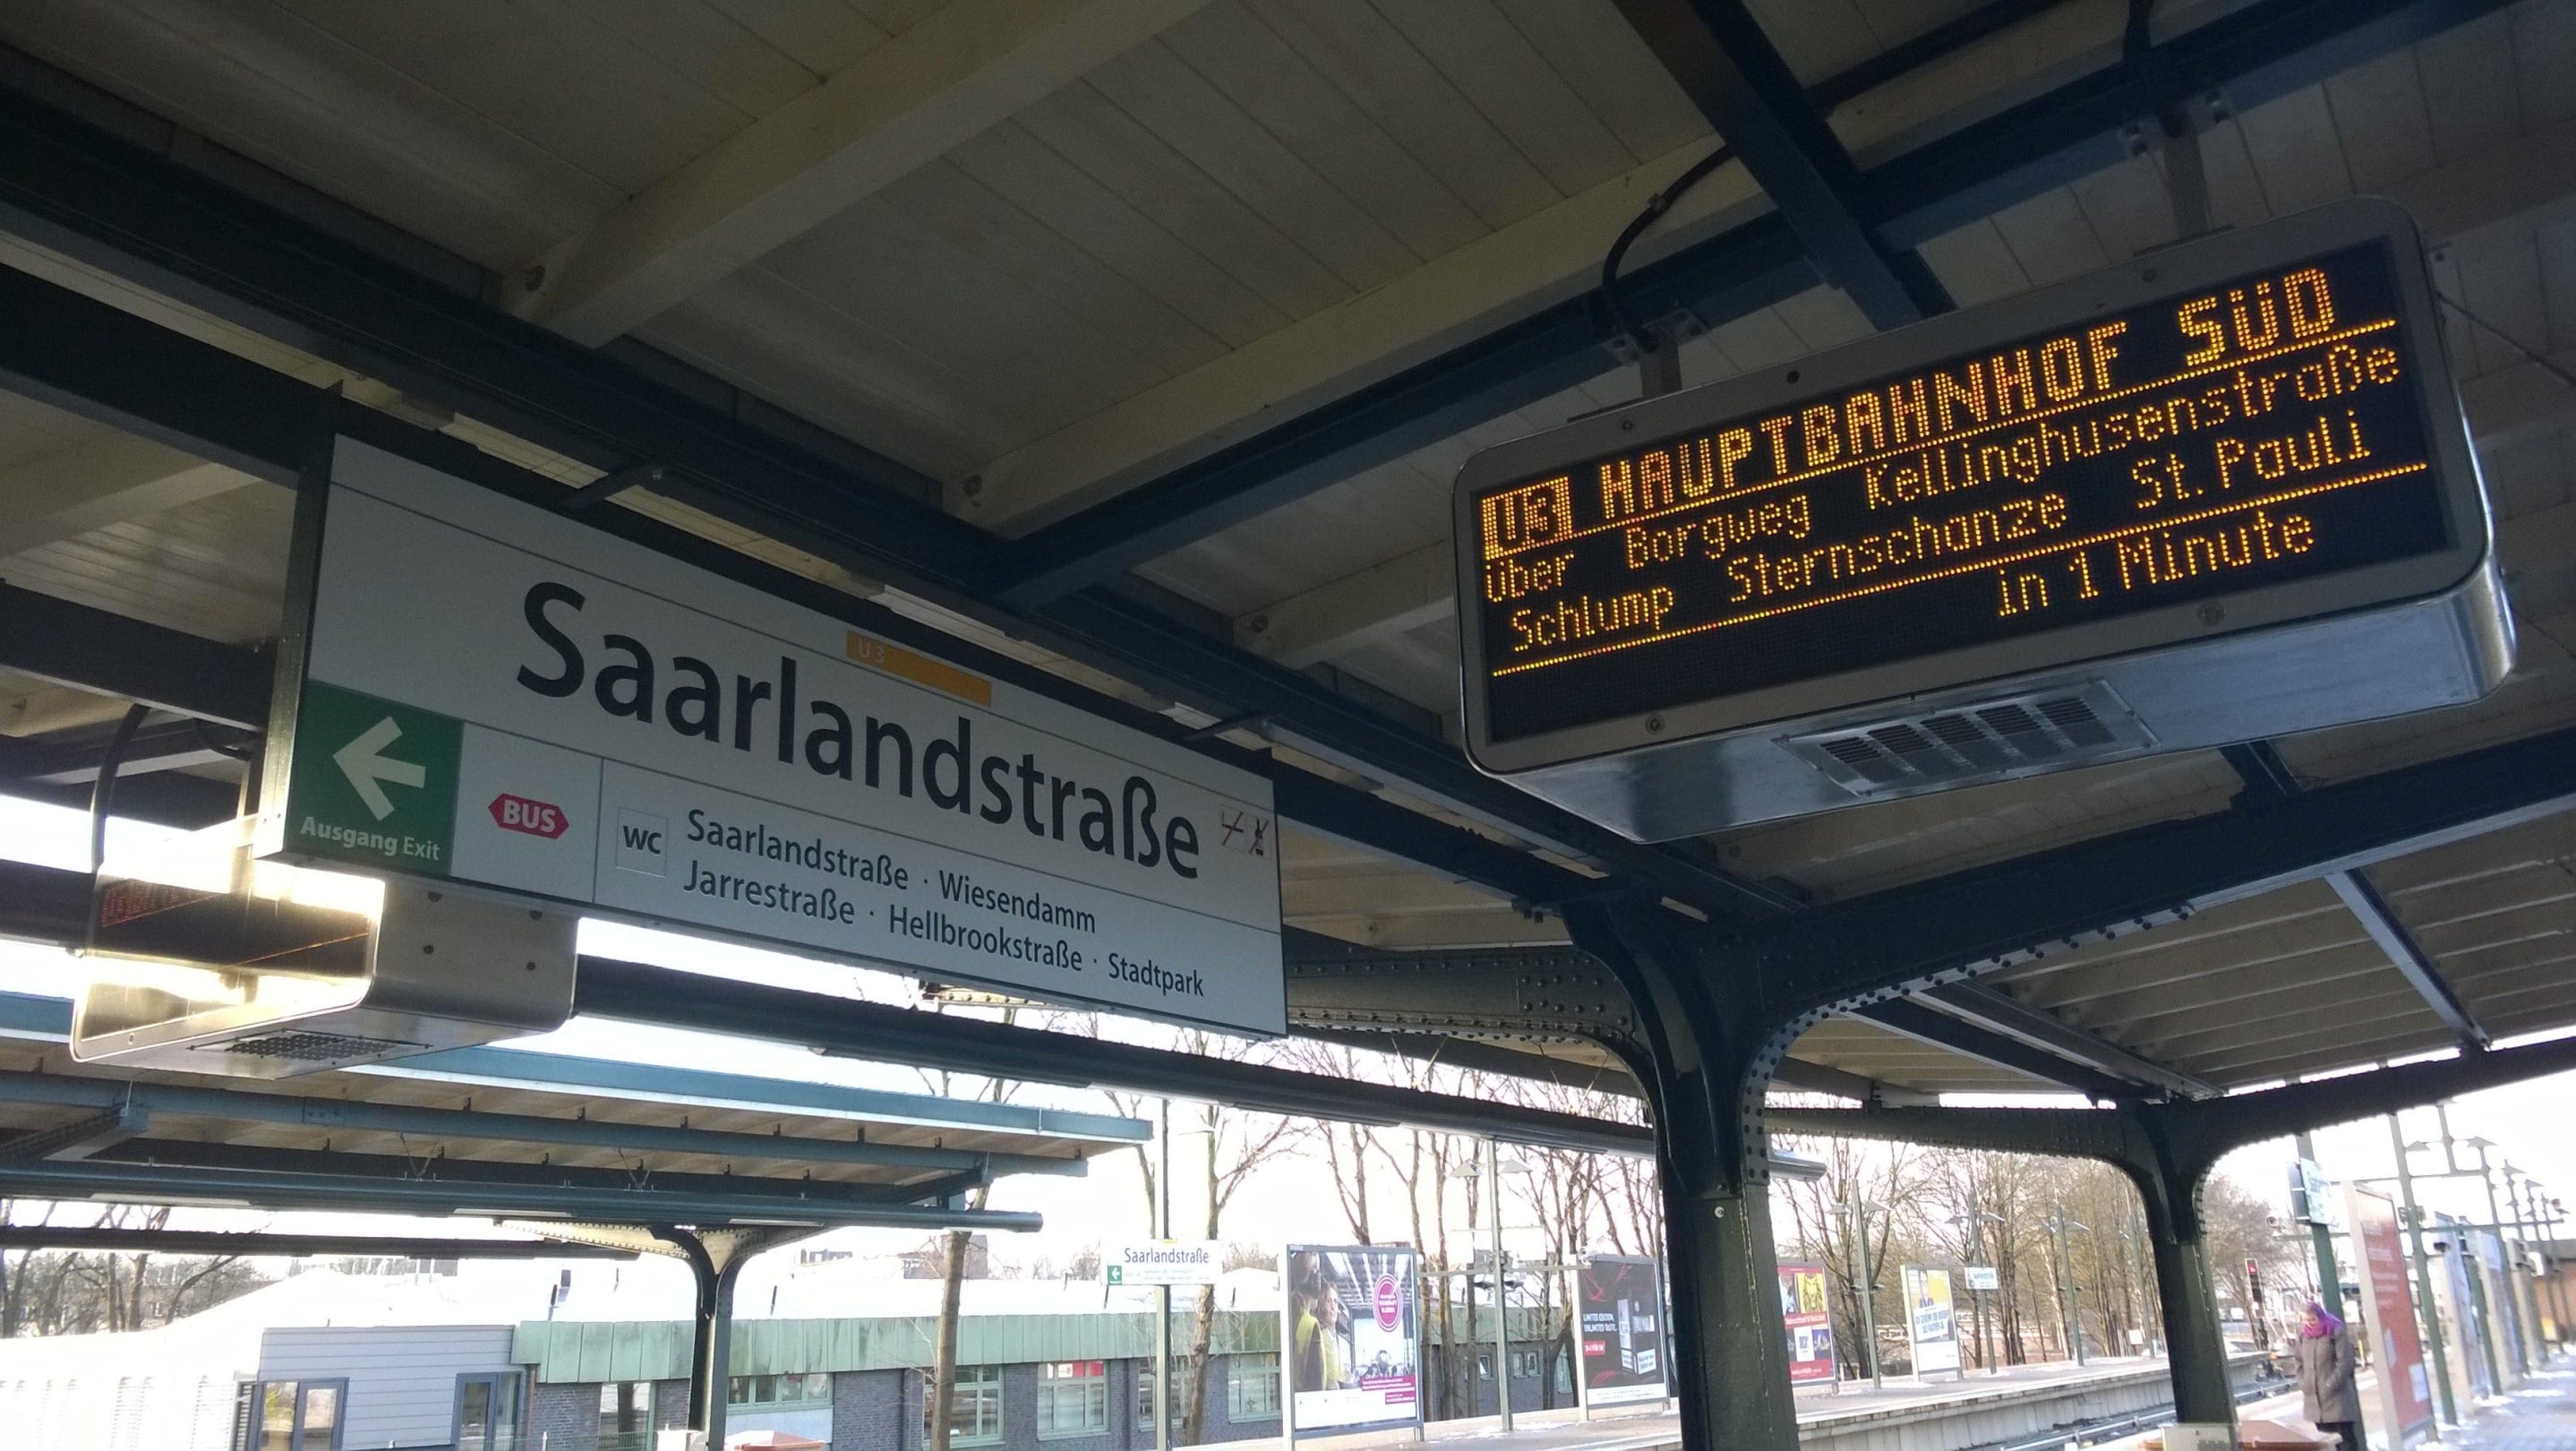 U3 HAUPTBAHNHOF SÜD
über Borgweg Kellinghusenstraße
Schlump Sternschanze St. Pauli
in 1 Minute
U3
Saarlandstraße
Ausgang Exit
BUS
WC
Saarlandstraße · Wiesendamm
Jarrestraße · Hellbrookstraße · Stadtpark
Saarlandstraße